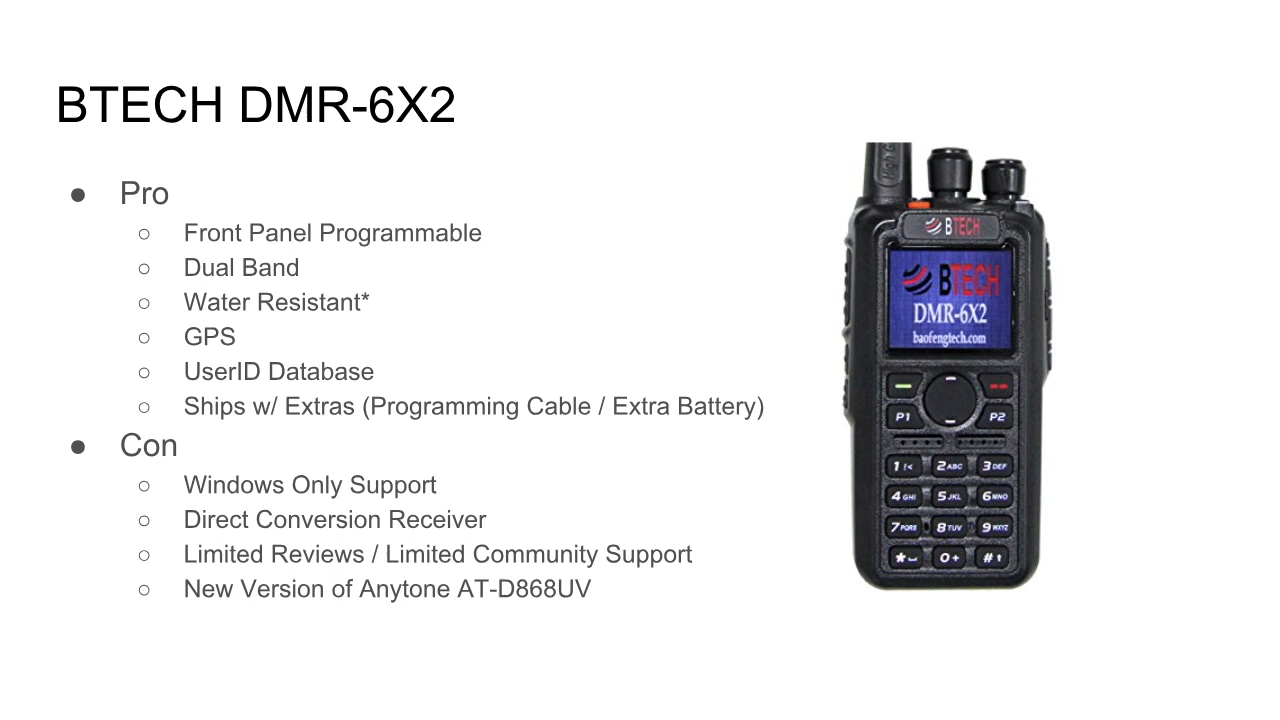 BTECH DMR-6X2
● Pro
○ Front Panel Programmable
○ Dual Band
○ Water Resistant*
○ GPS
○ UserID Database
○ Ships w/ Extras (Programming Cable / Extra Battery)
● Con
○ Windows Only Support
○ Direct Conversion Receiver
○ Limited Reviews / Limited Community Support
○ New Version of Anytone AT-D868UV
High
BTECH
BTECH
DMR-6X2
baofengtech.com
P1 P2
1 2ABC 3DEF
4GHI 5JKL 6MNO
7PQRS 8TUV 9WXYZ
* 0+ #